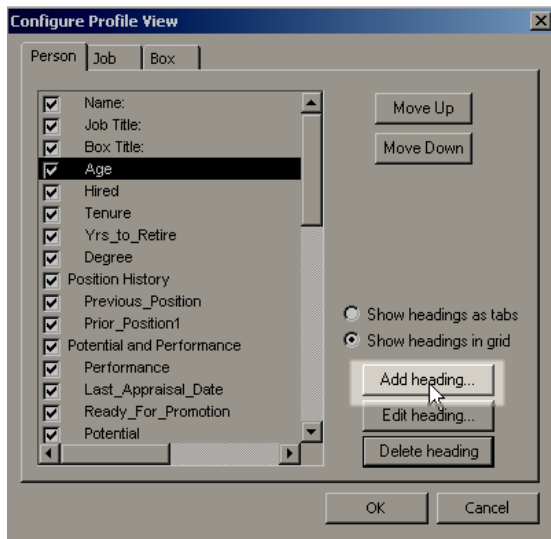 Configure Profile View
Person Job Box
Name:
Job Title:
Box Title:
Age
Hired
Tenure
Yrs_to_Retire
Degree
Position History
Previous_Position
Prior_Position1
Potential and Performance
Performance
Last_Appraisal_Date
Ready_For_Promotion
Potential
Move Up
Move Down
Show headings as tabs
Show headings in grid
Add heading...
Edit heading...
Delete heading
OK Cancel